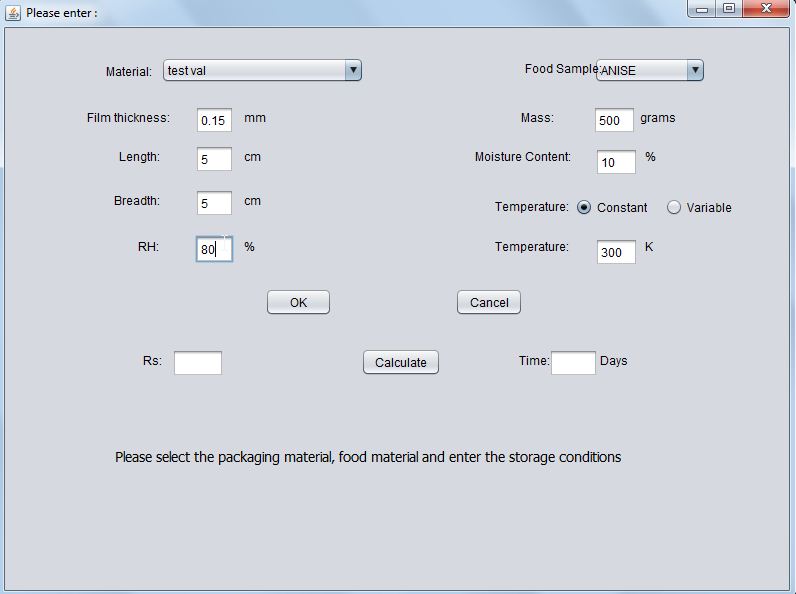 Please enter :
Material: test val Food Sample: ANISE
Film thickness: 0.15 mm Mass: 500 grams
Length: 5 cm Moisture Content: 10 %
Breadth: 5 cm Temperature: Constant Variable
RH: 80 % Temperature: 300 K
OK Cancel
Rs: Calculate Time: Days
Please select the packaging material, food material and enter the storage conditions